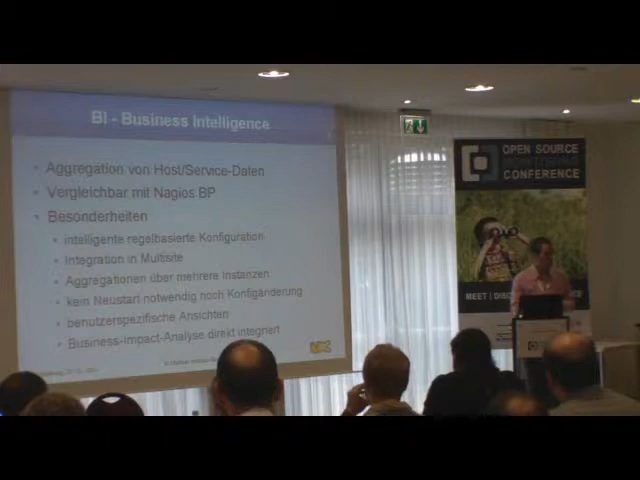 BI - Business Intelligence
Aggregation von Host/Service-Daten
Vergleichbar mit Nagios BP
Besonderheiten
intelligente regelbasierte Konfiguration
Integration in Multisite
Aggregationen über mehrere Instanzen
kein Neustart notwendig noch Konfigänderung
benutzerspezifische Ansichten
Business-Impact-Analyse direkt integriert
OPEN SOURCE
MONITORING
CONFERENCE
MEET